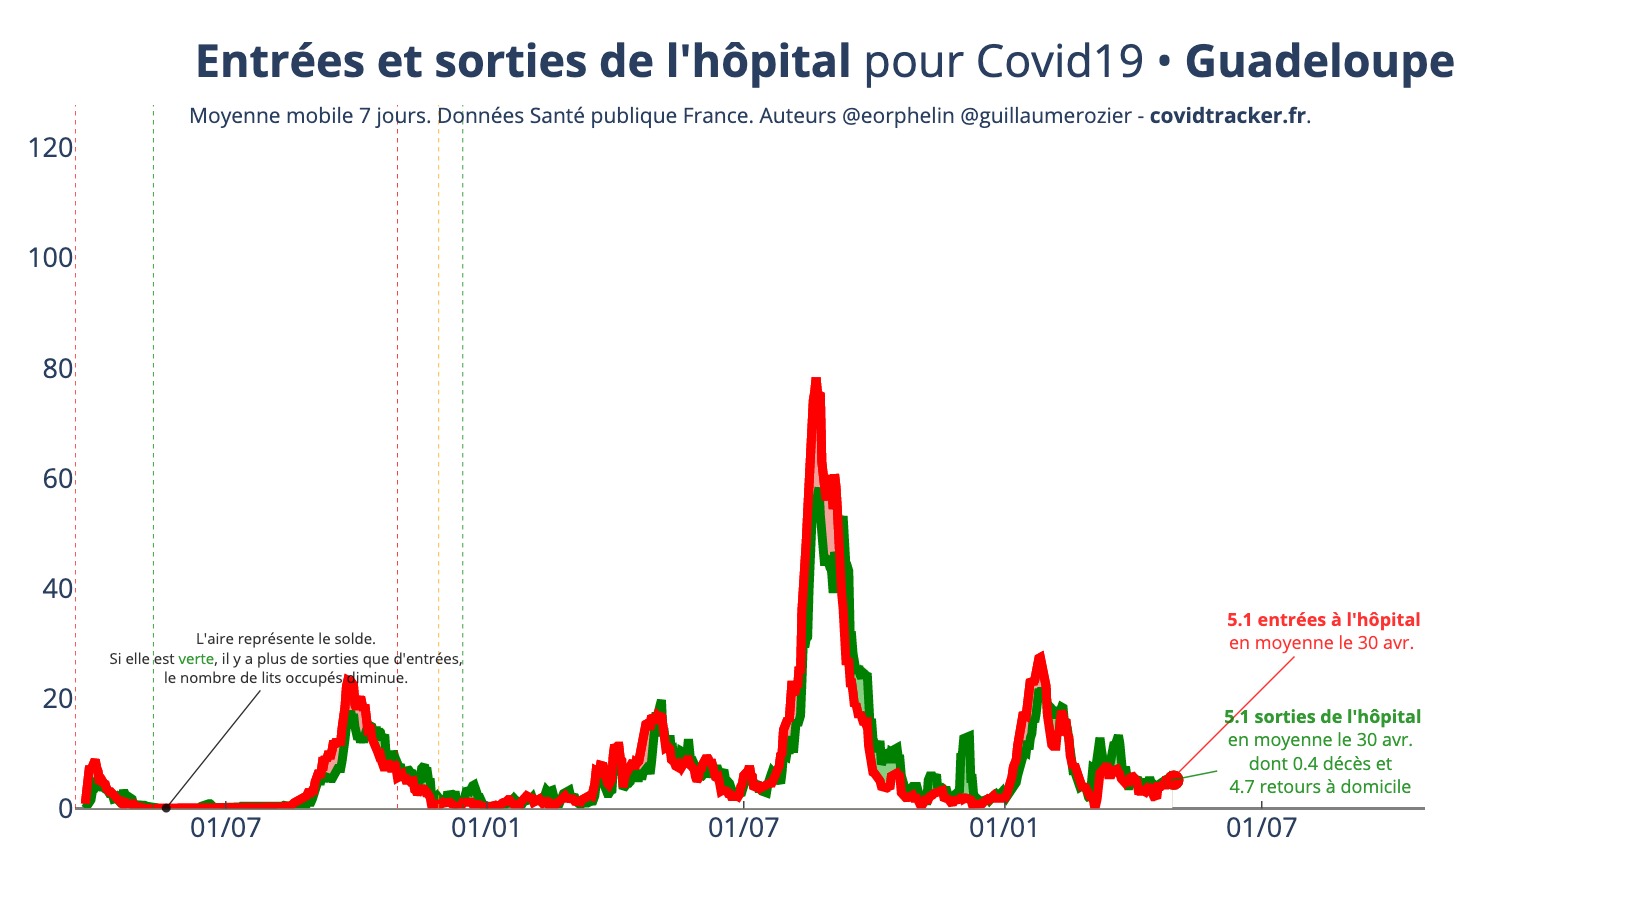 Entrées et sorties de l'hôpital pour Covid19 • Guadeloupe
Moyenne mobile 7 jours. Données Santé publique France. Auteurs @eorphelin @guillaumerozier - covidtracker.fr.
120
100
80
60
40
20
0
L'aire représente le solde.
Si elle est verte, il y a plus de sorties que d'entrées,
le nombre de lits occupés diminue.
5.1 entrées à l'hôpital
en moyenne le 30 avr.
5.1 sorties de l'hôpital
en moyenne le 30 avr.
dont 0.4 décès et
4.7 retours à domicile
01/07
01/01
01/07
01/01
01/07